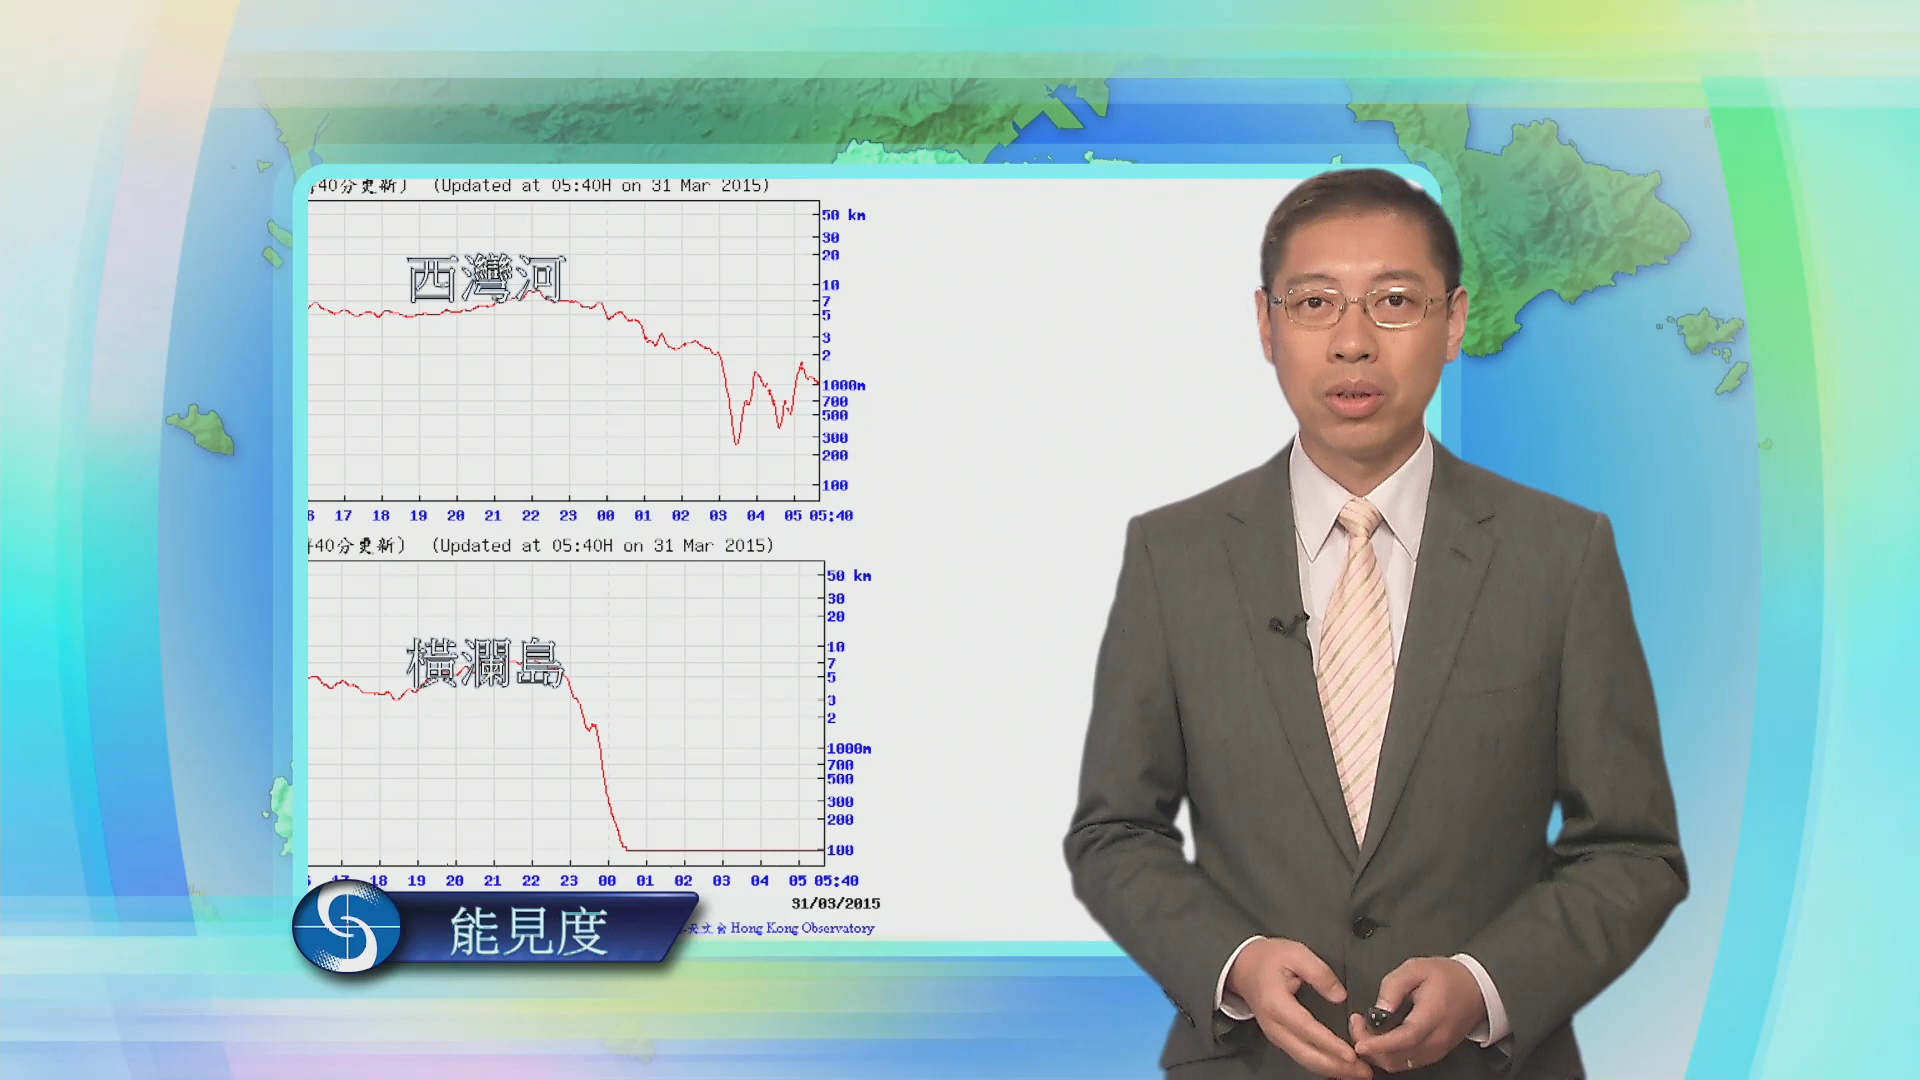 40分更新) (Updated at 05:40H on 31 Mar 2015)
50 km
30
20
西灣河
10
7
5
3
2
1000m
700
500
300
200
100
17 18 19 20 21 22 23 00 01 02 03 04 05 05:40
40分更新) (Updated at 05:40H on 31 Mar 2015)
50 km
30
20
橫瀾島
10
7
5
3
2
1000m
700
500
300
200
100
17 18 19 20 21 22 23 00 01 02 03 04 05 05:40
31/03/2015
能見度
天文台 Hong Kong Observatory